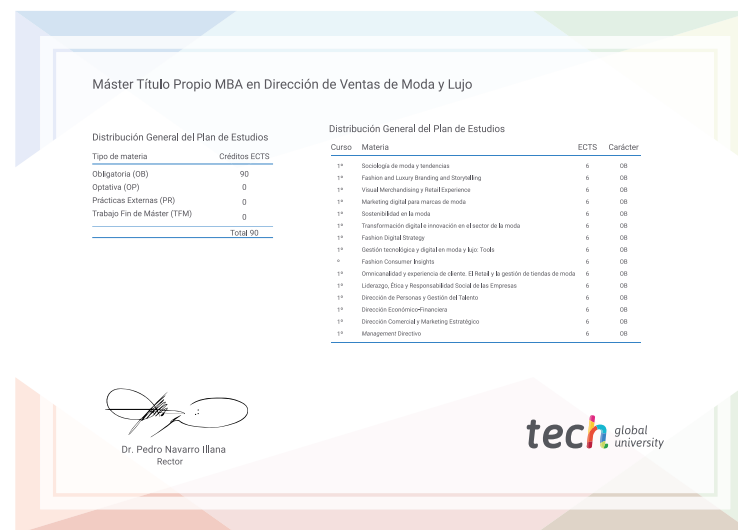 Máster Título Propio MBA en Dirección de Ventas de Moda y Lujo
Distribución General del Plan de Estudios
Tipo de materia Créditos ECTS
Obligatoria (OB) 90
Optativa (OP) 0
Prácticas Externas (PR) 0
Trabajo Fin de Máster (TFM) 0
Total 90
Distribución General del Plan de Estudios
Curso Materia ECTS Carácter
1º Sociología de moda y tendencias 6 OB
1º Fashion and Luxury Branding and Storytelling 6 OB
1º Visual Merchandising y Retail Experience 6 OB
1º Marketing digital para marcas de moda 6 OB
1º Sostenibilidad en la moda 6 OB
1º Transformación digital e innovación en el sector de la moda 6 OB
1º Fashion Digital Strategy 6 OB
1º Gestión tecnológica y digital en moda y lujo: Tools 6 OB
º Fashion Consumer Insights 6 OB
1º Omnicanalidad y experiencia de cliente. El Retail y la gestión de tiendas de moda 6 OB
1º Liderazgo, Ética y Responsabilidad Social de las Empresas 6 OB
1º Dirección de Personas y Gestión del Talento 6 OB
1º Dirección Económico-Financiera 6 OB
1º Dirección Comercial y Marketing Estratégico 6 OB
1º Management Directivo 6 OB
Dr. Pedro Navarro Illana
Rector
tech global university